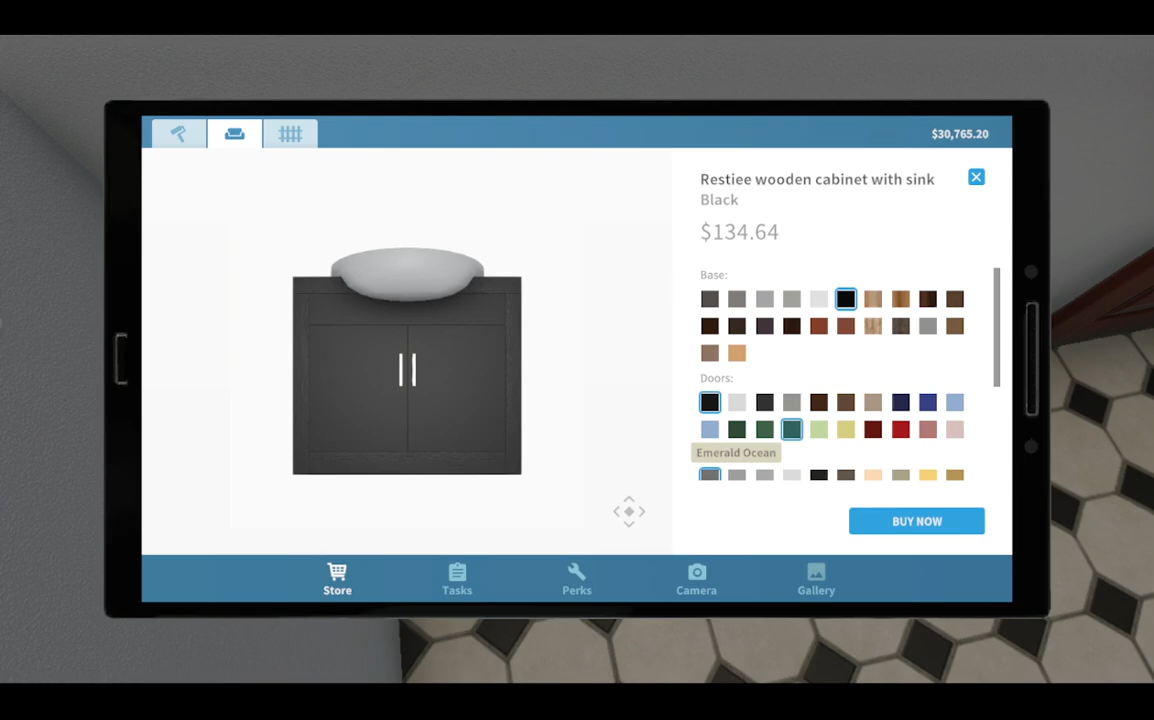 $30,765.20
Restiee wooden cabinet with sink
Black
$134.64
Base:
Doors:
Emerald Ocean
BUY NOW
Store
Tasks
Perks
Camera
Gallery